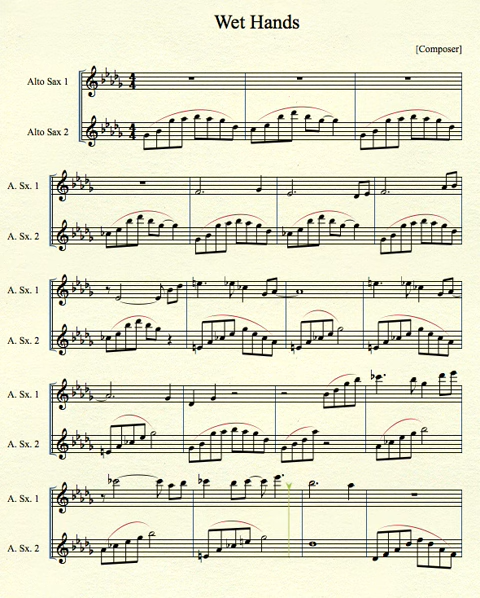 Wet Hands
[Composer]
Alto Sax 1
Alto Sax 2
A. Sx. 1
A. Sx. 2
A. Sx. 1
A. Sx. 2
A. Sx. 1
A. Sx. 2
A. Sx. 1
A. Sx. 2